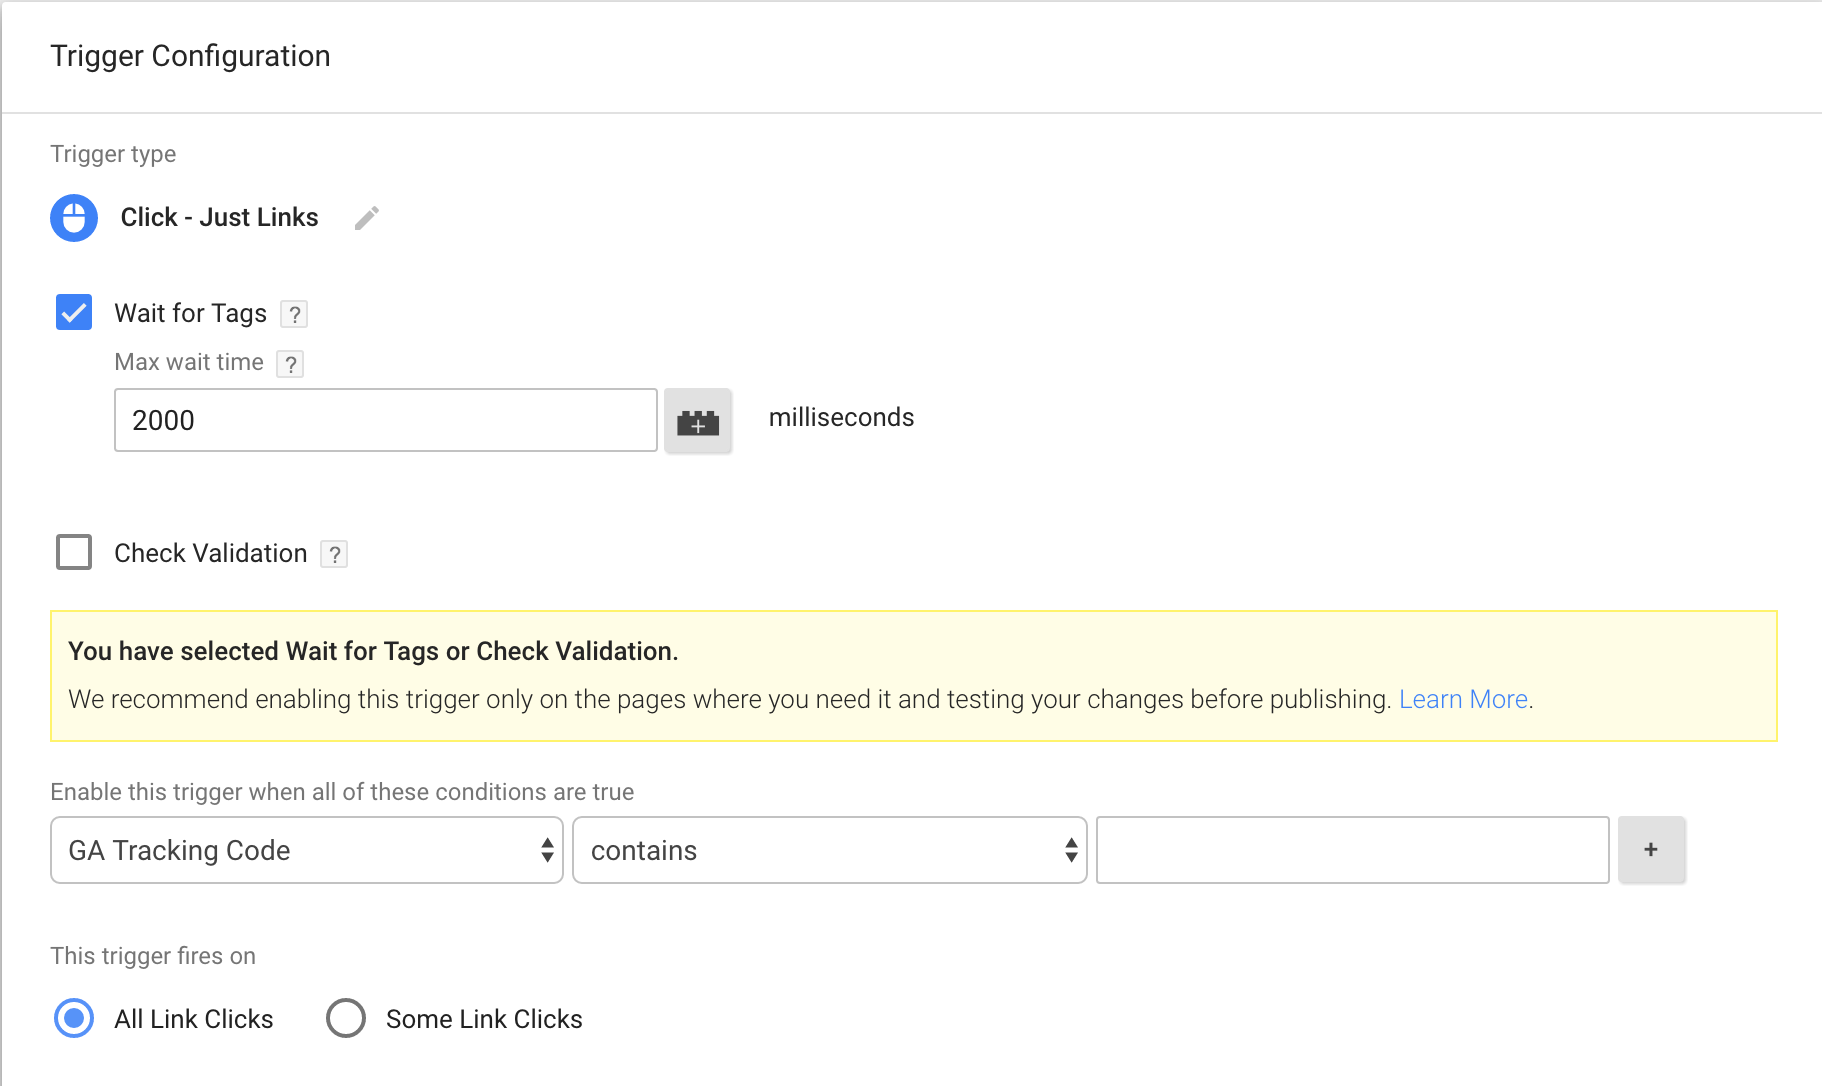 Trigger Configuration
Trigger type
Click - Just Links
Wait for Tags ?
Max wait time ?
2000 milliseconds
Check Validation ?
You have selected Wait for Tags or Check Validation.
We recommend enabling this trigger only on the pages where you need it and testing your changes before publishing. Learn More.
Enable this trigger when all of these conditions are true
GA Tracking Code contains +
This trigger fires on
All Link Clicks Some Link Clicks